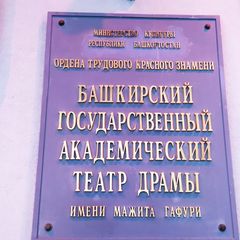 МИНИСТЕРСТВО КУЛЬТУРЫ
РЕСПУБЛИКИ БАШКОРТОСТАН
ОРДЕНА ТРУДОВОГО КРАСНОГО ЗНАМЕНИ
БАШКИРСКИЙ
ГОСУДАРСТВЕННЫЙ
АКАДЕМИЧЕСКИЙ
ТЕАТР ДРАМЫ
ИМЕНИ МАЖИТА ГАФУРИ